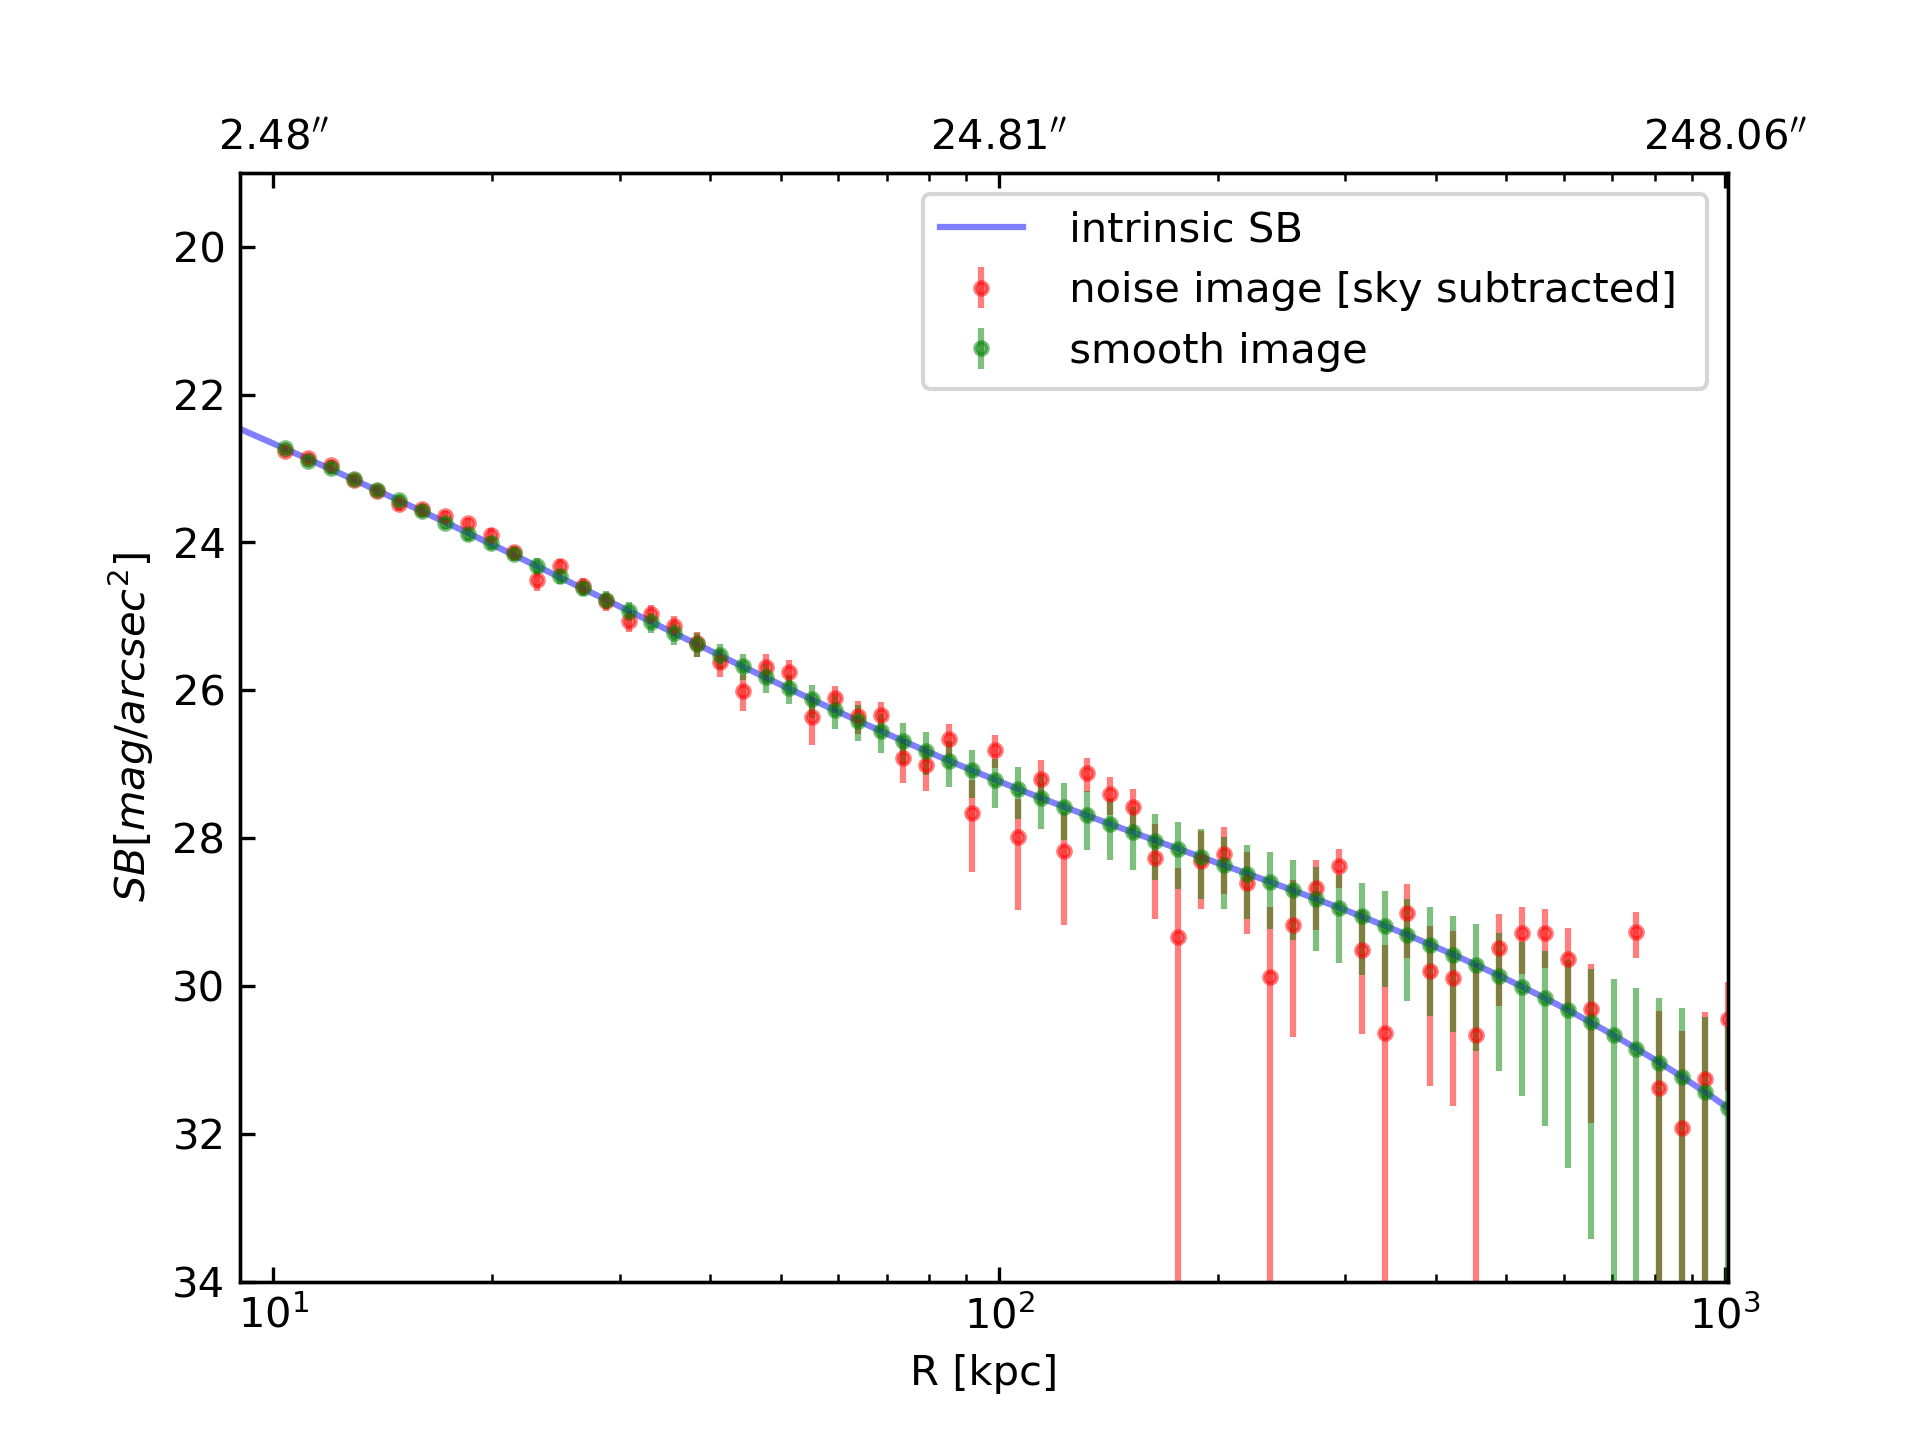 2.48″ 24.81″ 248.06″
intrinsic SB
noise image [sky subtracted]
smooth image
20
22
24
26
28
30
32
34
SB[mag/arcsec²]
10¹ 10² 10³
R [kpc]